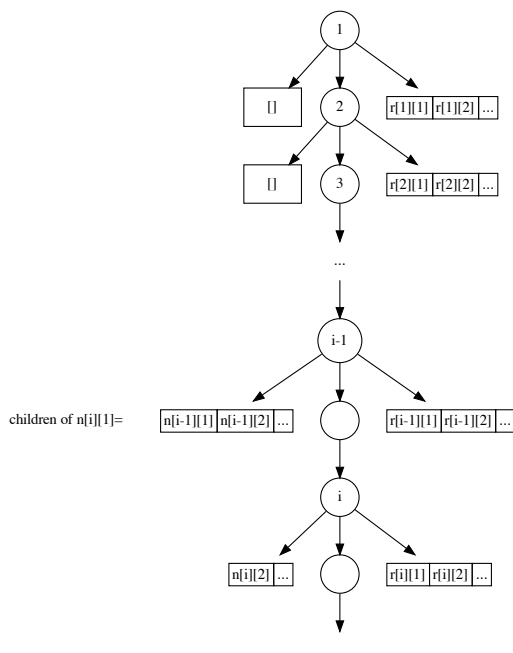 1
[] 2 r[1][1] r[1][2] ...
[] 3 r[2][1] r[2][2] ...
...
i-1
children of n[i][1]= n[i-1][1] n[i-1][2] ... r[i-1][1] r[i-1][2] ...
i
n[i][2] ... r[i][1] r[i][2] ...